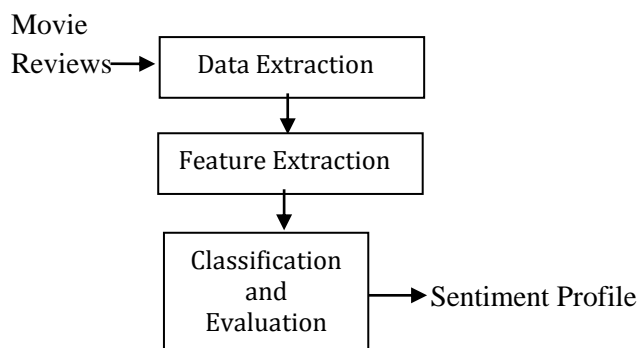 Movie
Reviews
Data Extraction
Feature Extraction
Classification
and
Evaluation
Sentiment Profile